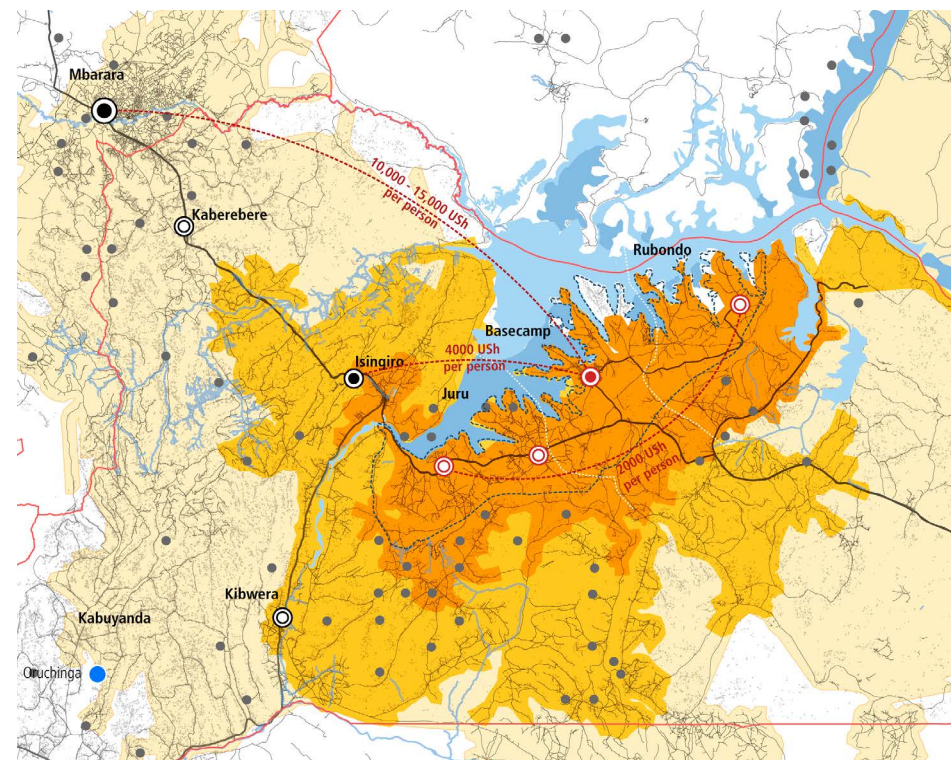 Mbarara
10,000 - 15,000 USh
per person
Kaberebere
Rubondo
Basecamp
4000 USh
per person
Isingiro
Juru
2000 USh
per person
Kibwera
Kabuyanda
Oruchinga